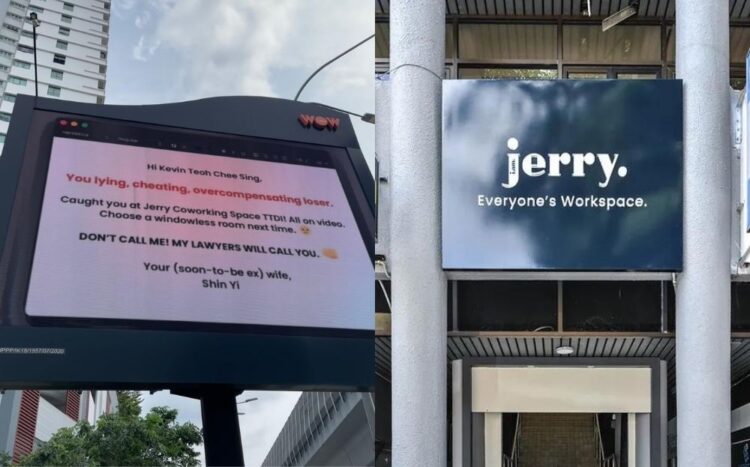 WOW
Hi Kevin Teoh Chee Sing,
You lying, cheating, overcompensating loser.
Caught you at Jerry Coworking Space TTDI! All on video.
Choose a windowless room next time. 😗
DON'T CALL ME! MY LAWYERS WILL CALL YOU. 👊
Your (soon-to-be ex) wife,
Shin Yi
i am
jerry.
Everyone's Workspace.